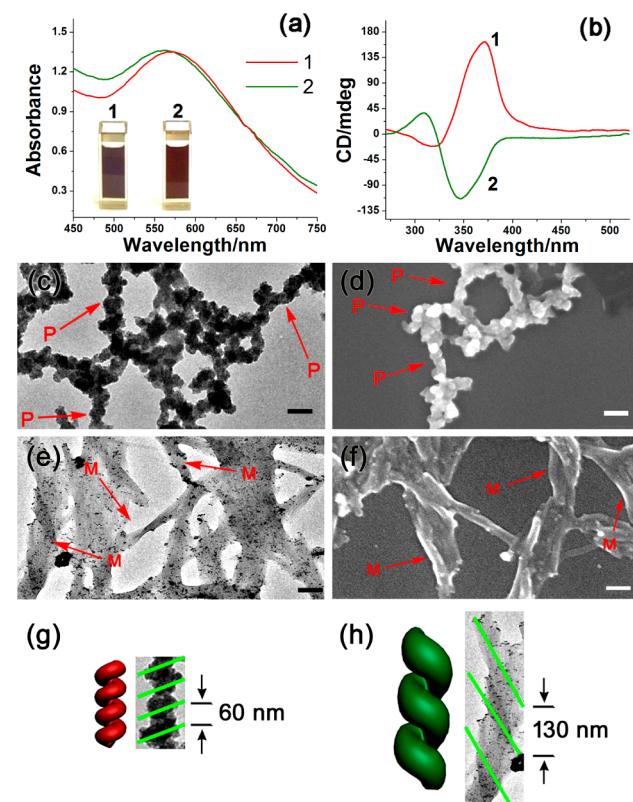 (a)
Absorbance
1.5
1.2
0.9
0.6
0.3
450 500 550 600 650 700 750
Wavelength/nm
1
2
1 2
(b)
CD/mdeg
180
135
90
45
0
-45
-90
-135
300 350 400 450 500
Wavelength/nm
1
2
(c)
P
P
P
(d)
P
P
P
(e)
M
M
M
(f)
M
M
M
(g)
60 nm
(h)
130 nm